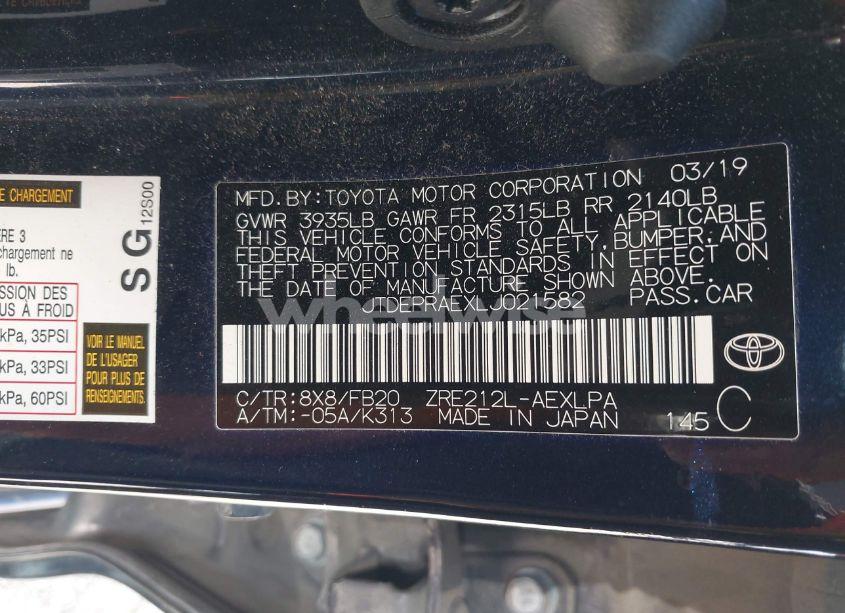 E CHARGEMENT
ÈRE 3
chargement ne
lb.
SSION DES
US À FROID
kPa, 35PSI
kPa, 33PSI
kPa, 60PSI
VOIR LE MANUEL
DE L'USAGER
POUR PLUS DE
RENSEIGNEMENTS.
SG
12S00
MFD.BY:TOYOTA MOTOR CORPORATION 03/19
GVWR 3935LB GAWR FR 2315LB RR 2140LB
THIS VEHICLE CONFORMS TO ALL APPLICABLE
FEDERAL MOTOR VEHICLE SAFETY,BUMPER,AND
THEFT PREVENTION STANDARDS IN EFFECT ON
THE DATE OF MANUFACTURE SHOWN ABOVE.
PASS.CAR
wheelwise
C/TR:8X8/FB20 ZRE212L-AEXLPA
A/TM:-05A/K313 MADE IN JAPAN 145 C